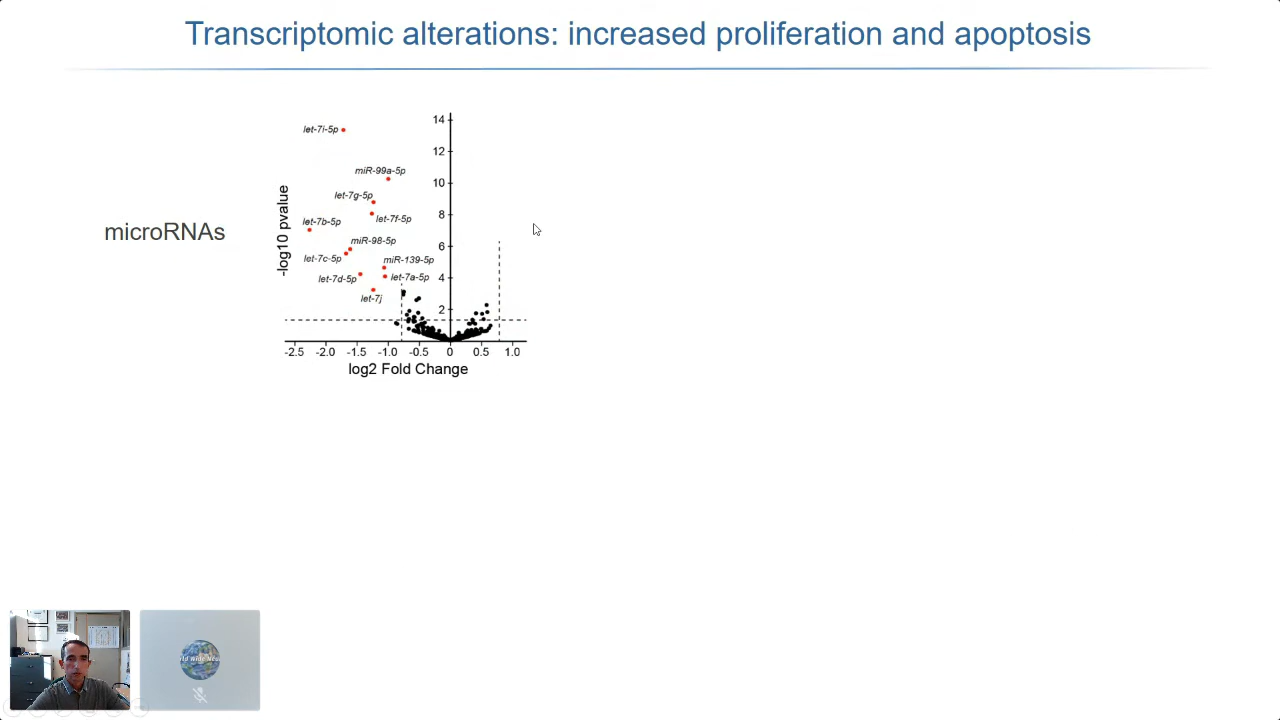 Transcriptomic alterations: increased proliferation and apoptosis
microRNAs
-log10 pvalue
14
12
10
8
6
4
2
let-7i-5p
miR-99a-5p
let-7g-5p
let-7f-5p
let-7b-5p
miR-98-5p
let-7c-5p
miR-139-5p
let-7d-5p
let-7a-5p
let-7j
-2.5 -2.0 -1.5 -1.0 -0.5 0 0.5 1.0
log2 Fold Change